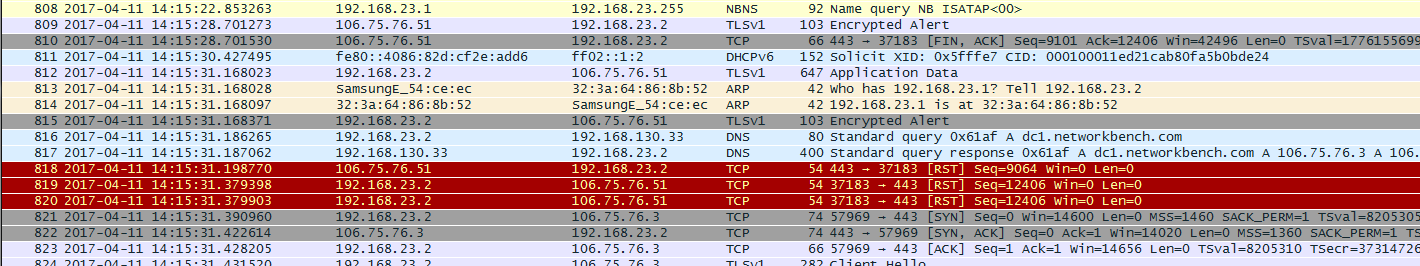 808 2017-04-11 14:15:22.853263 192.168.23.1 192.168.23.255 NBNS 92 Name query NB ISATAP<00>
809 2017-04-11 14:15:28.701273 106.75.76.51 192.168.23.2 TLSv1 103 Encrypted Alert
810 2017-04-11 14:15:28.701530 106.75.76.51 192.168.23.2 TCP 66 443 → 37183 [FIN, ACK] Seq=9101 Ack=12406 Win=42496 Len=0 TSval=1776155699
811 2017-04-11 14:15:30.427495 fe80::4086:82d:cf2e:add6 ff02::1:2 DHCPv6 152 Solicit XID: 0x5fffe7 CID: 000100011ed21cab80fa5b0bde24
812 2017-04-11 14:15:31.168023 192.168.23.2 106.75.76.51 TLSv1 647 Application Data
813 2017-04-11 14:15:31.168028 SamsungE_54:ce:ec 32:3a:64:86:8b:52 ARP 42 Who has 192.168.23.1? Tell 192.168.23.2
814 2017-04-11 14:15:31.168097 32:3a:64:86:8b:52 SamsungE_54:ce:ec ARP 42 192.168.23.1 is at 32:3a:64:86:8b:52
815 2017-04-11 14:15:31.168371 192.168.23.2 106.75.76.51 TLSv1 103 Encrypted Alert
816 2017-04-11 14:15:31.186265 192.168.23.2 192.168.130.33 DNS 80 Standard query 0x61af A dc1.networkbench.com
817 2017-04-11 14:15:31.187062 192.168.130.33 192.168.23.2 DNS 400 Standard query response 0x61af A dc1.networkbench.com A 106.75.76.3 A 106.
818 2017-04-11 14:15:31.198770 106.75.76.51 192.168.23.2 TCP 54 443 → 37183 [RST] Seq=9064 Win=0 Len=0
819 2017-04-11 14:15:31.379398 192.168.23.2 106.75.76.51 TCP 54 37183 → 443 [RST] Seq=12406 Win=0 Len=0
820 2017-04-11 14:15:31.379903 192.168.23.2 106.75.76.51 TCP 54 37183 → 443 [RST] Seq=12406 Win=0 Len=0
821 2017-04-11 14:15:31.390960 192.168.23.2 106.75.76.3 TCP 74 57969 → 443 [SYN] Seq=0 Win=14600 Len=0 MSS=1460 SACK_PERM=1 TSval=8205305
822 2017-04-11 14:15:31.422614 106.75.76.3 192.168.23.2 TCP 74 443 → 57969 [SYN, ACK] Seq=0 Ack=1 Win=14020 Len=0 MSS=1360 SACK_PERM=1 TS
823 2017-04-11 14:15:31.428205 192.168.23.2 106.75.76.3 TCP 66 57969 → 443 [ACK] Seq=1 Ack=1 Win=14656 Len=0 TSval=8205310 TSecr=37314726
824 2017-04-11 14:15:31.431520 192.168.23.2 106.75.76.3 TLSv1 282 Client Hello